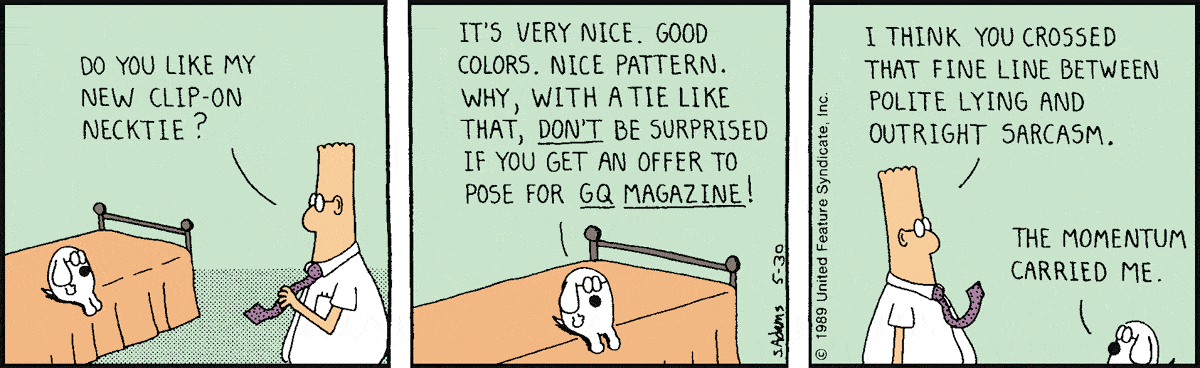 DO YOU LIKE MY
NEW CLIP-ON
NECKTIE?
IT'S VERY NICE. GOOD
COLORS. NICE PATTERN.
WHY, WITH A TIE LIKE
THAT, DON'T BE SURPRISED
IF YOU GET AN OFFER TO
POSE FOR GQ MAGAZINE!
S.Adams 5-30
© 1989 United Feature Syndicate, Inc.
I THINK YOU CROSSED
THAT FINE LINE BETWEEN
POLITE LYING AND
OUTRIGHT SARCASM.
THE MOMENTUM
CARRIED ME.